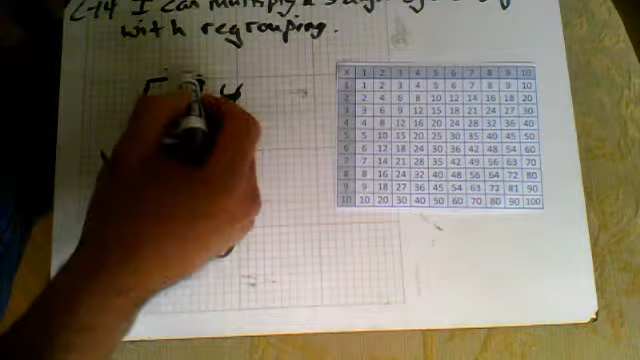 I can multiply a
with regrouping.
4
x 1 2 3 4 5 6 7 8 9 10
1 1 2 3 4 5 6 7 8 9 10
2 2 4 6 8 10 12 14 16 18 20
3 3 6 9 12 15 18 21 24 27 30
4 4 8 12 16 20 24 28 32 36 40
5 5 10 15 20 25 30 35 40 45 50
6 6 12 18 24 30 36 42 48 54 60
7 7 14 21 28 35 42 49 56 63 70
8 8 16 24 32 40 48 56 64 72 80
9 9 18 27 36 45 54 63 72 81 90
10 10 20 30 40 50 60 70 80 90 100